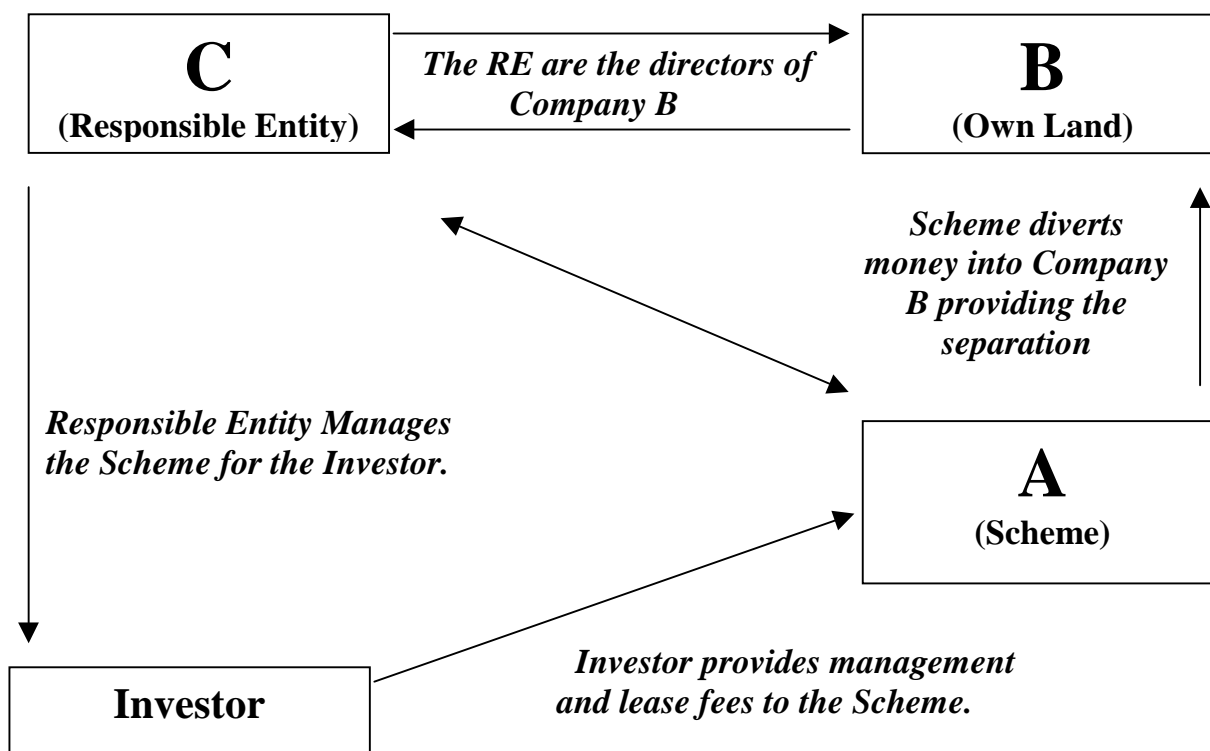 C
(Responsible Entity)
The RE are the directors of
Company B
B
(Own Land)
Scheme diverts
money into Company
B providing the
separation
Responsible Entity Manages
the Scheme for the Investor.
A
(Scheme)
Investor provides management
and lease fees to the Scheme.
Investor